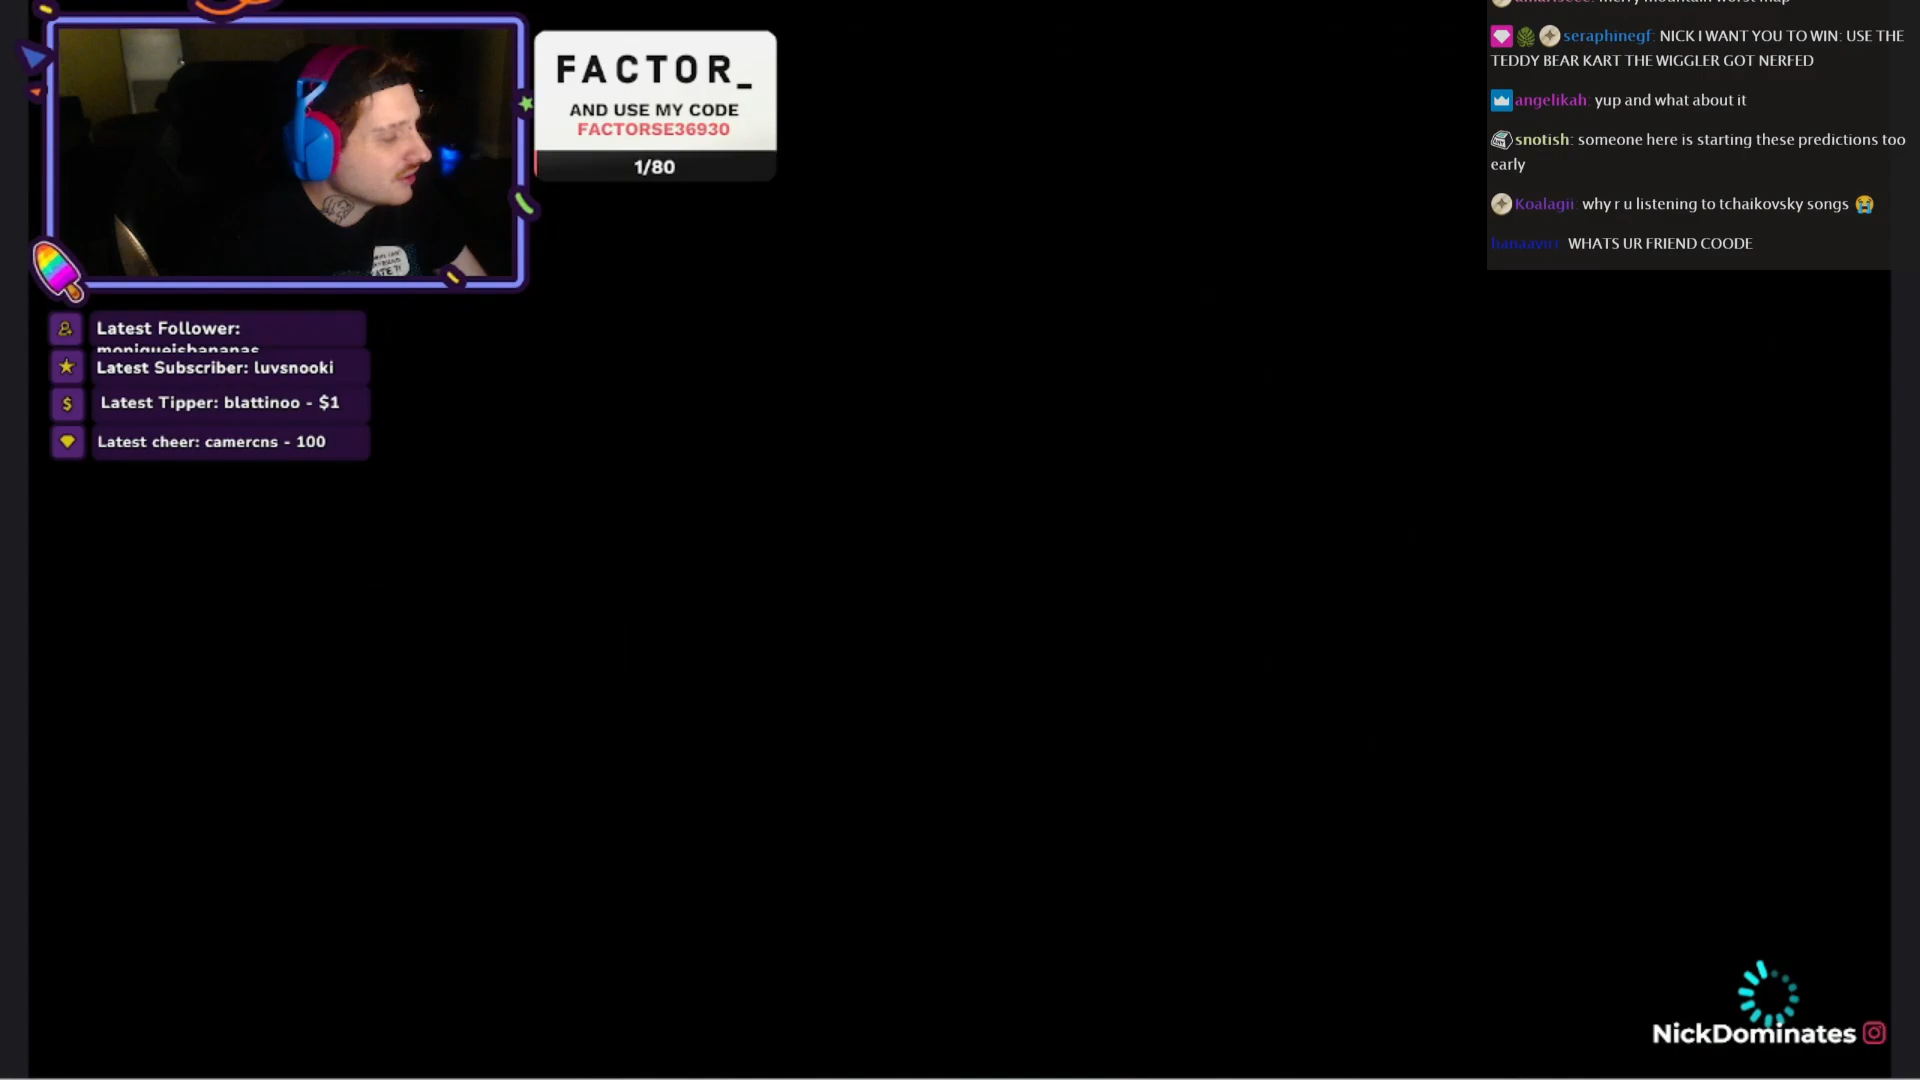 FACTOR_
AND USE MY CODE
FACTORSE36930
1/80
Latest Follower:
moniqueisbananas
Latest Subscriber: luvsnooki
Latest Tipper: blattinoo - $1
Latest cheer: camercns - 100
seraphinegf: NICK I WANT YOU TO WIN: USE THE
TEDDY BEAR KART THE WIGGLER GOT NERFED
angelikah: yup and what about it
snotish: someone here is starting these predictions too
early
Koalagii: why r u listening to tchaikovsky songs 😭
WHATS UR FRIEND COODE
NickDominates